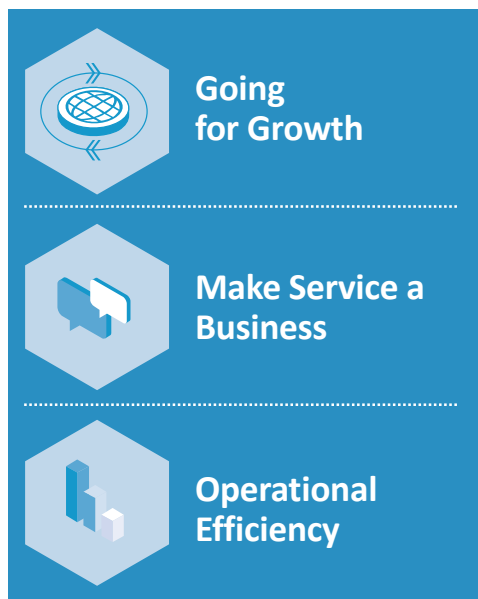 Going
for Growth
Make Service a
Business
Operational
Efficiency